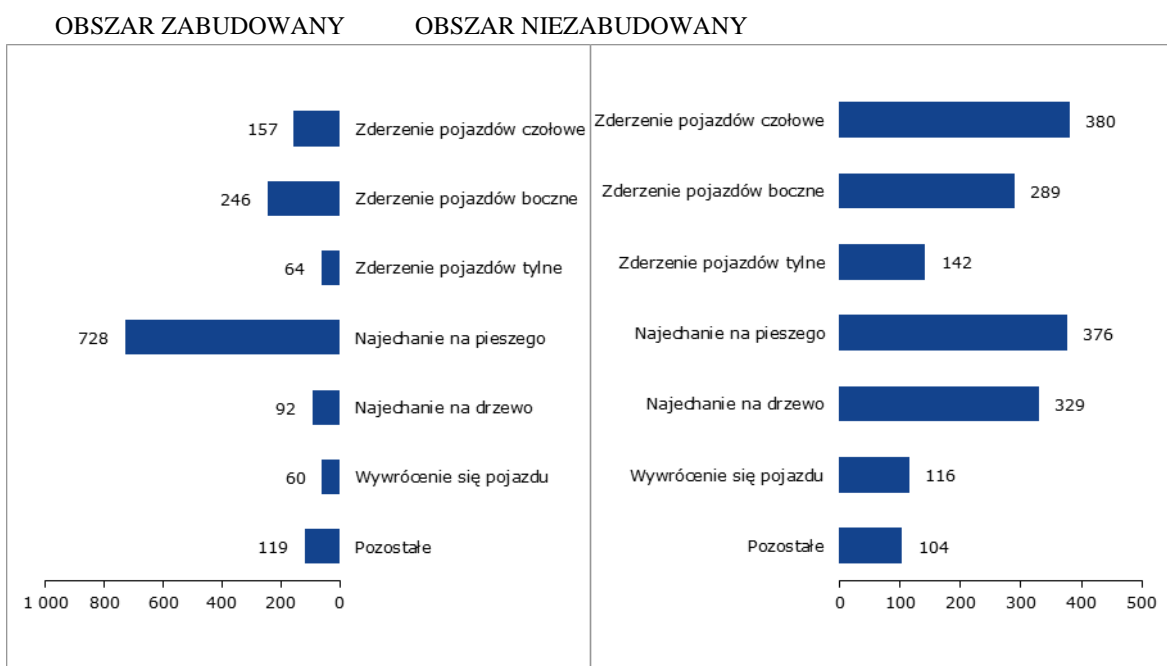 OBSZAR ZABUDOWANY OBSZAR NIEZABUDOWANY
157 Zderzenie pojazdów czołowe
246 Zderzenie pojazdów boczne
64 Zderzenie pojazdów tylne
728 Najechanie na pieszego
92 Najechanie na drzewo
60 Wywrócenie się pojazdu
119 Pozostałe
1 000 800 600 400 200 0
Zderzenie pojazdów czołowe 380
Zderzenie pojazdów boczne 289
Zderzenie pojazdów tylne 142
Najechanie na pieszego 376
Najechanie na drzewo 329
Wywrócenie się pojazdu 116
Pozostałe 104
0 100 200 300 400 500